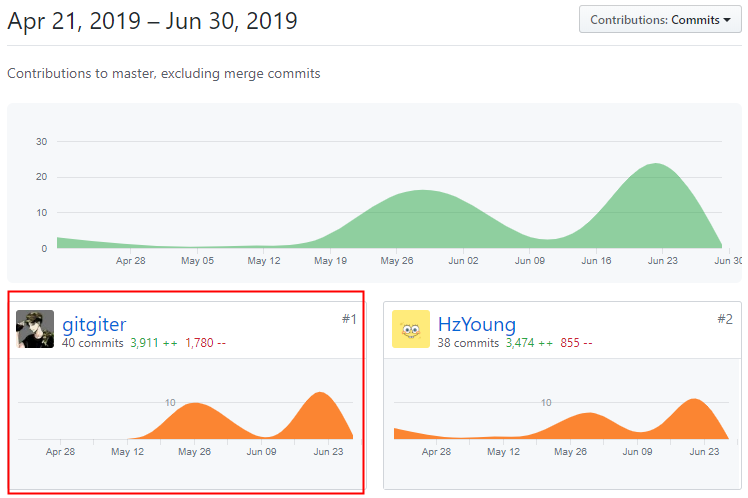 Apr 21, 2019 – Jun 30, 2019
Contributions: Commits
Contributions to master, excluding merge commits
30
20
10
0
Apr 28 May 05 May 12 May 19 May 26 Jun 02 Jun 09 Jun 16 Jun 23 Jun 30
gitgiter #1
40 commits 3,911 ++ 1,780 --
10
Apr 28 May 12 May 26 Jun 09 Jun 23
HzYoung #2
38 commits 3,474 ++ 855 --
10
Apr 28 May 12 May 26 Jun 09 Jun 23